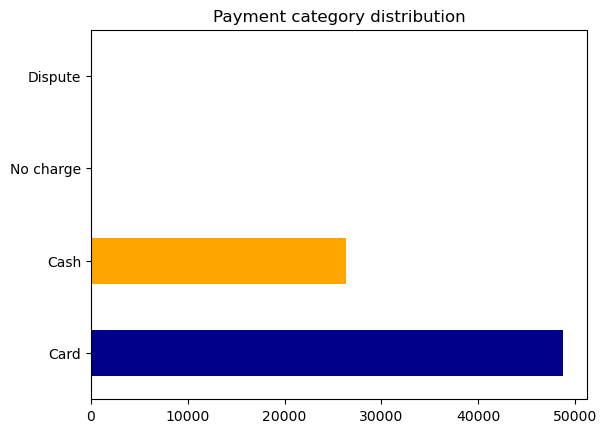 Payment category distribution
Dispute
No charge
Cash
Card
0 10000 20000 30000 40000 50000